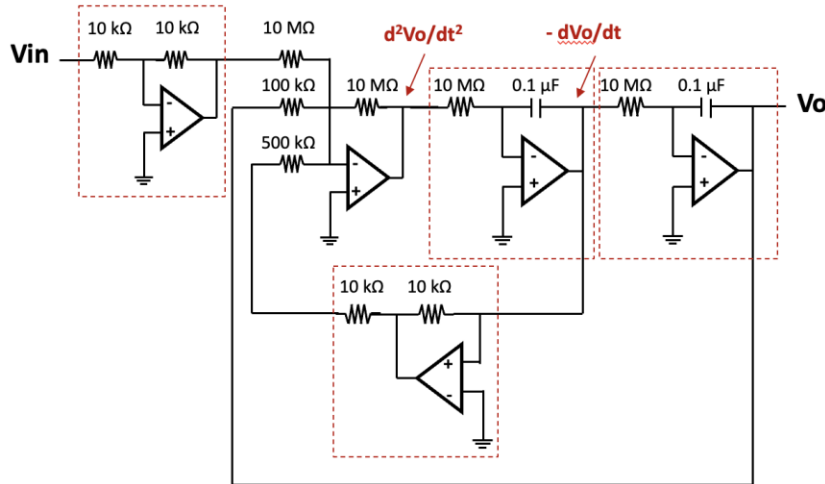 10 kΩ 10 kΩ 10 MΩ d²Vo/dt² - dVo/dt
Vin
100 kΩ 10 MΩ 10 MΩ 0.1 µF 10 MΩ 0.1 µF
Vo
500 kΩ
- + - + - + - +
10 kΩ 10 kΩ
+
-